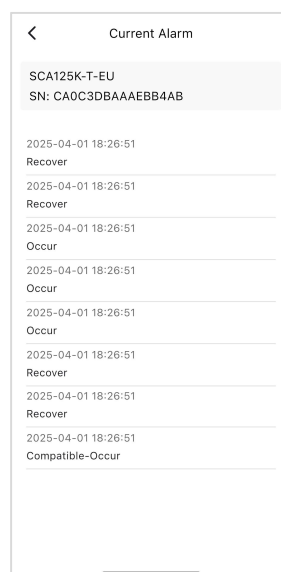 Current Alarm
SCA125K-T-EU
SN: CA0C3DBAAAEBB4AB
2025-04-01 18:26:51
Recover
2025-04-01 18:26:51
Recover
2025-04-01 18:26:51
Occur
2025-04-01 18:26:51
Occur
2025-04-01 18:26:51
Occur
2025-04-01 18:26:51
Recover
2025-04-01 18:26:51
Recover
2025-04-01 18:26:51
Compatible-Occur